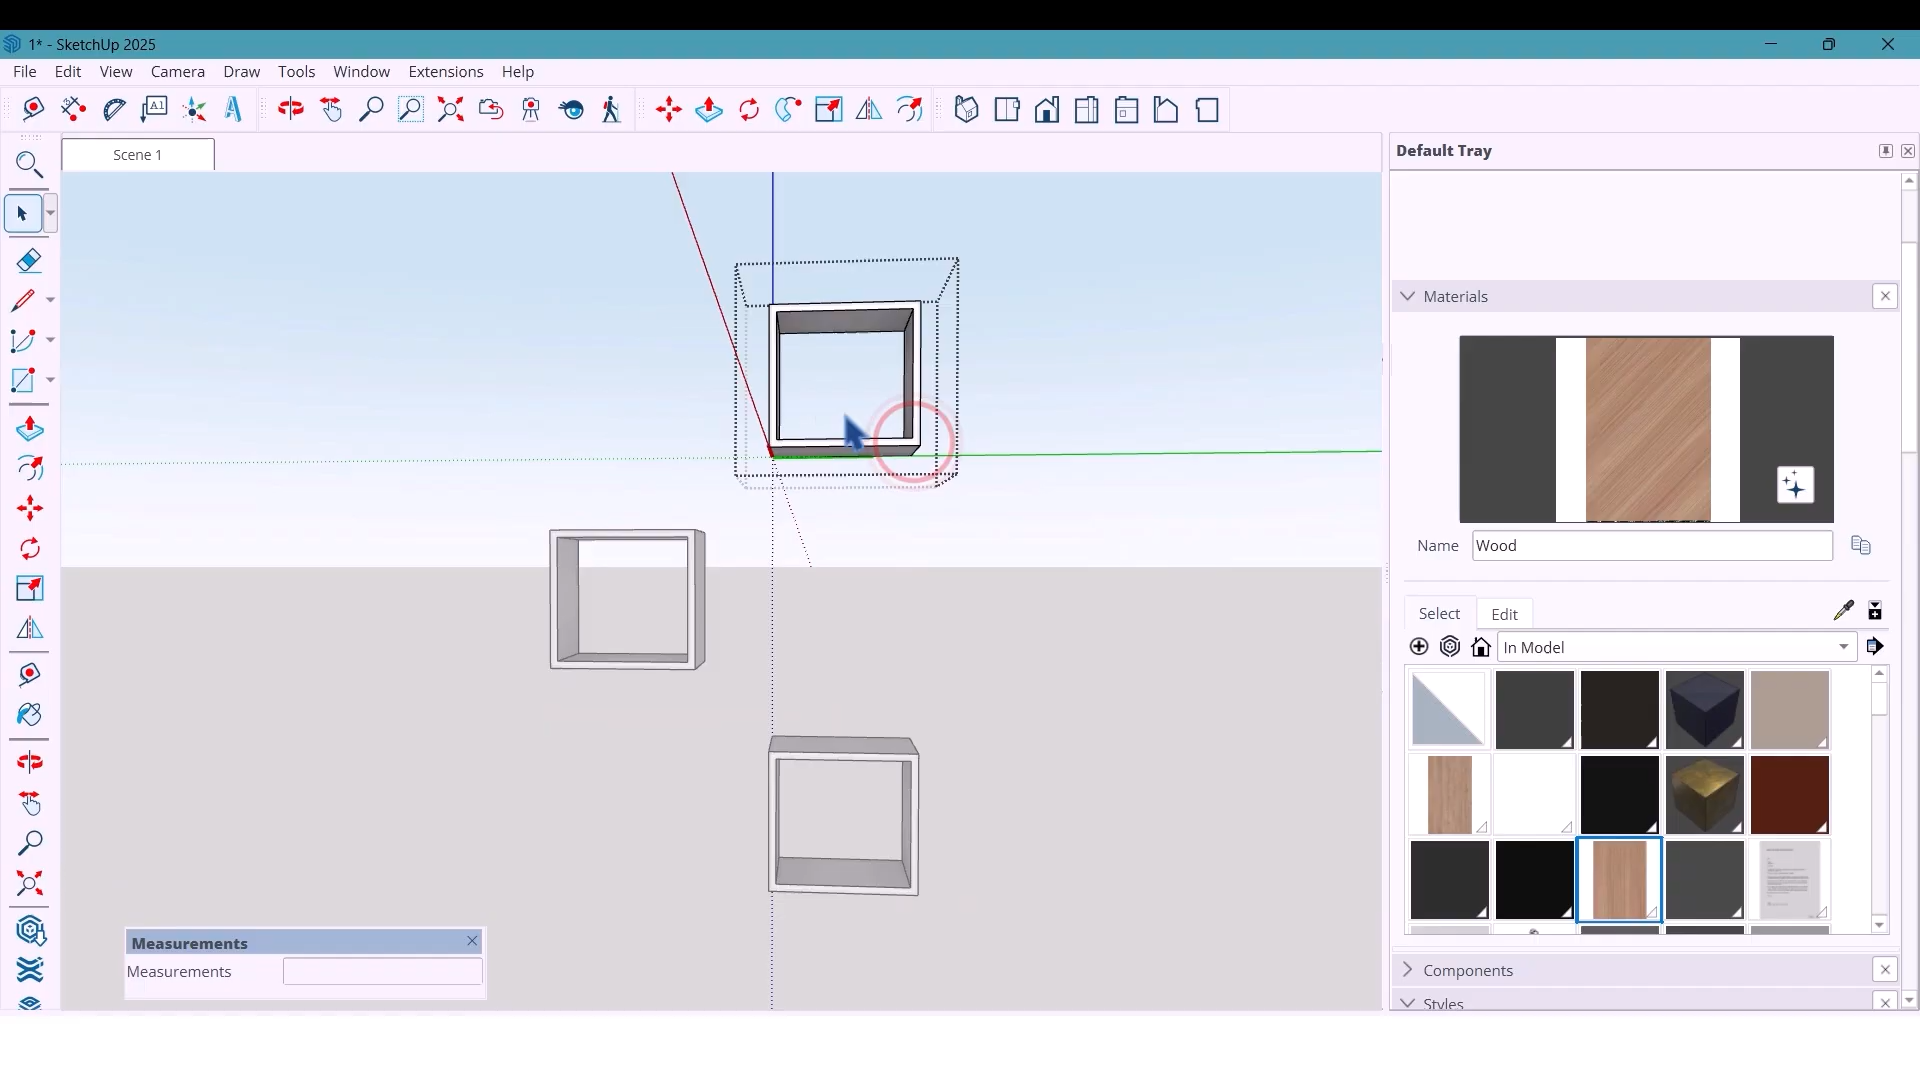 1* - SketchUp 2025
File Edit View Camera Draw Tools Window Extensions Help
A1
Scene 1
Default Tray
Materials
Name Wood
Select Edit
In Model
Measurements
Measurements
Components
Styles